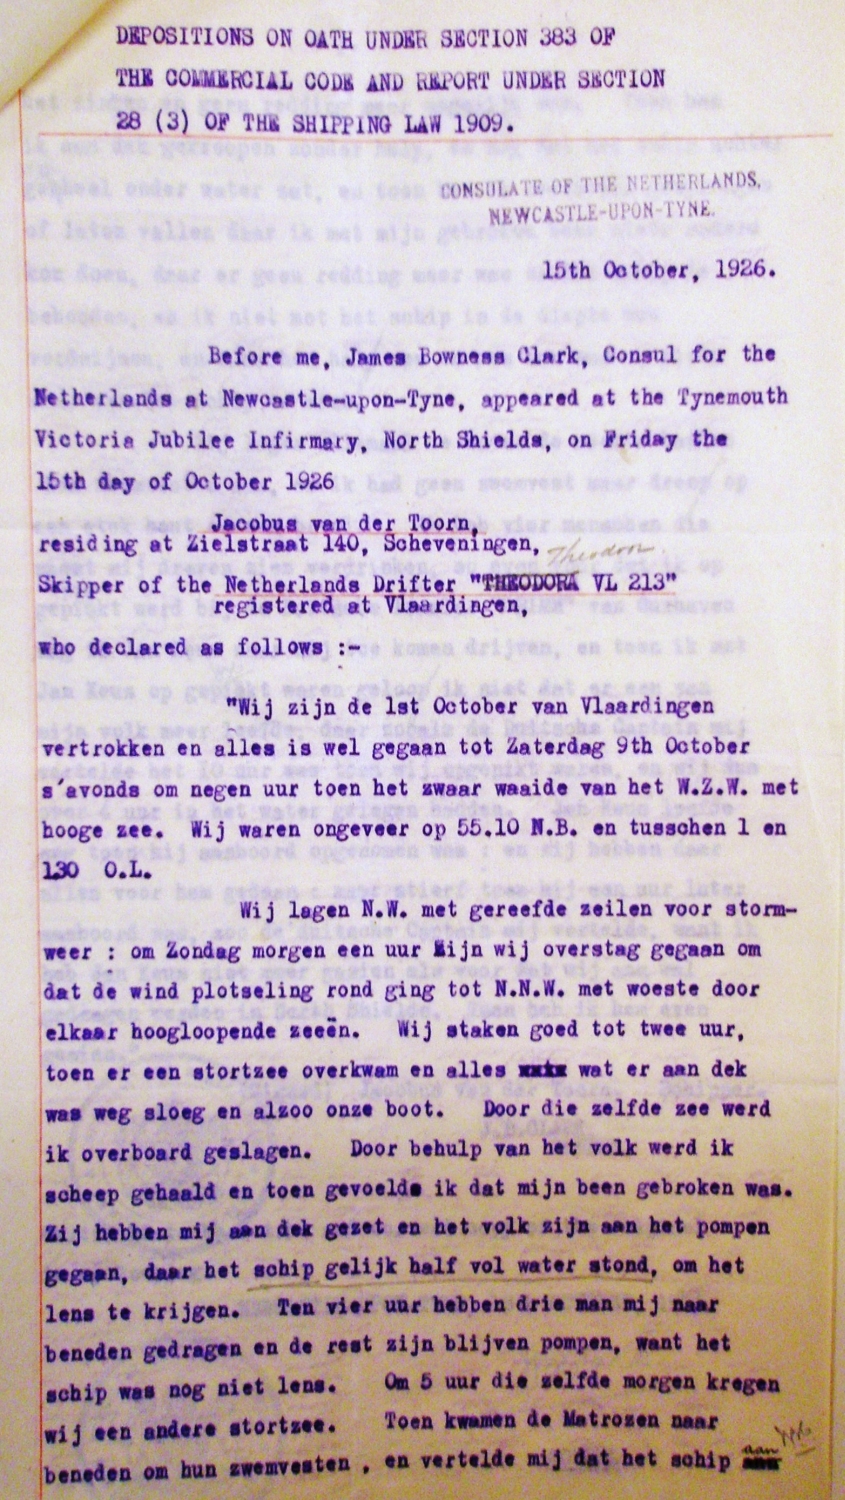 DEPOSITIONS ON OATH UNDER SECTION 383 OF
THE COMMERCIAL CODE AND REPORT UNDER SECTION
28 (3) OF THE SHIPPING LAW 1909.
CONSULATE OF THE NETHERLANDS,
NEWCASTLE-UPON-TYNE.
15th October, 1926.
Before me, James Bowness Clark, Consul for the
Netherlands at Newcastle-upon-Tyne, appeared at the Tynemouth
Victoria Jubilee Infirmary, North Shields, on Friday the
15th day of October 1926
Jacobus van der Toorn,
residing at Zielstraat 140, Scheveningen,
Theodoor
Skipper of the Netherlands Drifter "THEODORA VL 213"
registered at Vlaardingen,
who declared as follows :-
"Wij zijn de 1st October van Vlaardingen
vertrokken en alles is wel gegaan tot Zaterdag 9th October
s'avonds om negen uur toen het zwaar waaide van het W.Z.W. met
hooge zee. Wij waren ongeveer op 55.10 N.B. en tusschen 1 en
130 O.L.
Wij lagen N.W. met gereefde zeilen voor storm-
weer : om Zondag morgen een uur zijn wij overstag gegaan om
dat de wind plotseling rond ging tot N.N.W. met woeste door
elkaar hoogloopende zeeën. Wij staken goed tot twee uur,
toen er een stortzee overkwam en alles wat er aan dek
was weg sloeg en alzoo onze boot. Door die zelfde zee werd
ik overboard geslagen. Door behulp van het volk werd ik
scheep gehaald en toen gevoelde ik dat mijn been gebroken was.
Zij hebben mij aan dek gezet en het volk zijn aan het pompen
gegaan, daar het schip gelijk half vol water stond, om het
lens te krijgen. Ten vier uur hebben drie man mij naar
beneden gedragen en de rest zijn blijven pompen, want het
schip was nog niet lens. Om 5 uur die zelfde morgen kregen
wij een andere stortzee. Toen kwamen de Matrozen naar
beneden om hun zwemvesten , en vertelde mij dat het schip aan